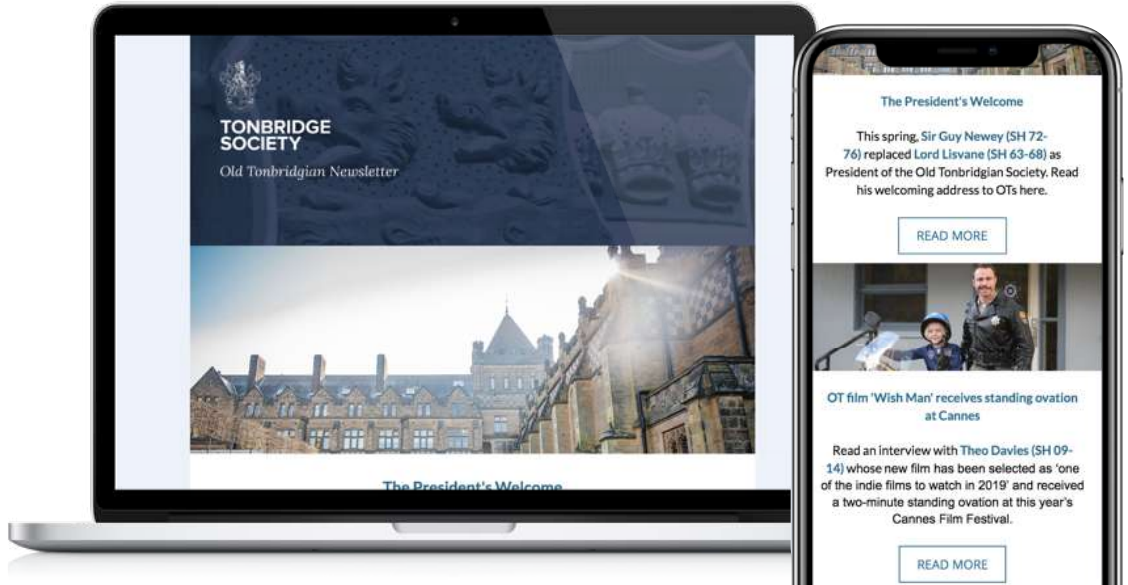 TONBRIDGE
SOCIETY
Old Tonbridgian Newsletter
The President's Welcome
The President's Welcome
This spring, Sir Guy Newey (SH 72-
76) replaced Lord Lisvane (SH 63-68) as
President of the Old Tonbridgian Society. Read
his welcoming address to OTs here.
READ MORE
OT film 'Wish Man' receives standing ovation
at Cannes
Read an interview with Theo Davies (SH 09-
14) whose new film has been selected as 'one
of the indie films to watch in 2019' and received
a two-minute standing ovation at this year's
Cannes Film Festival.
READ MORE